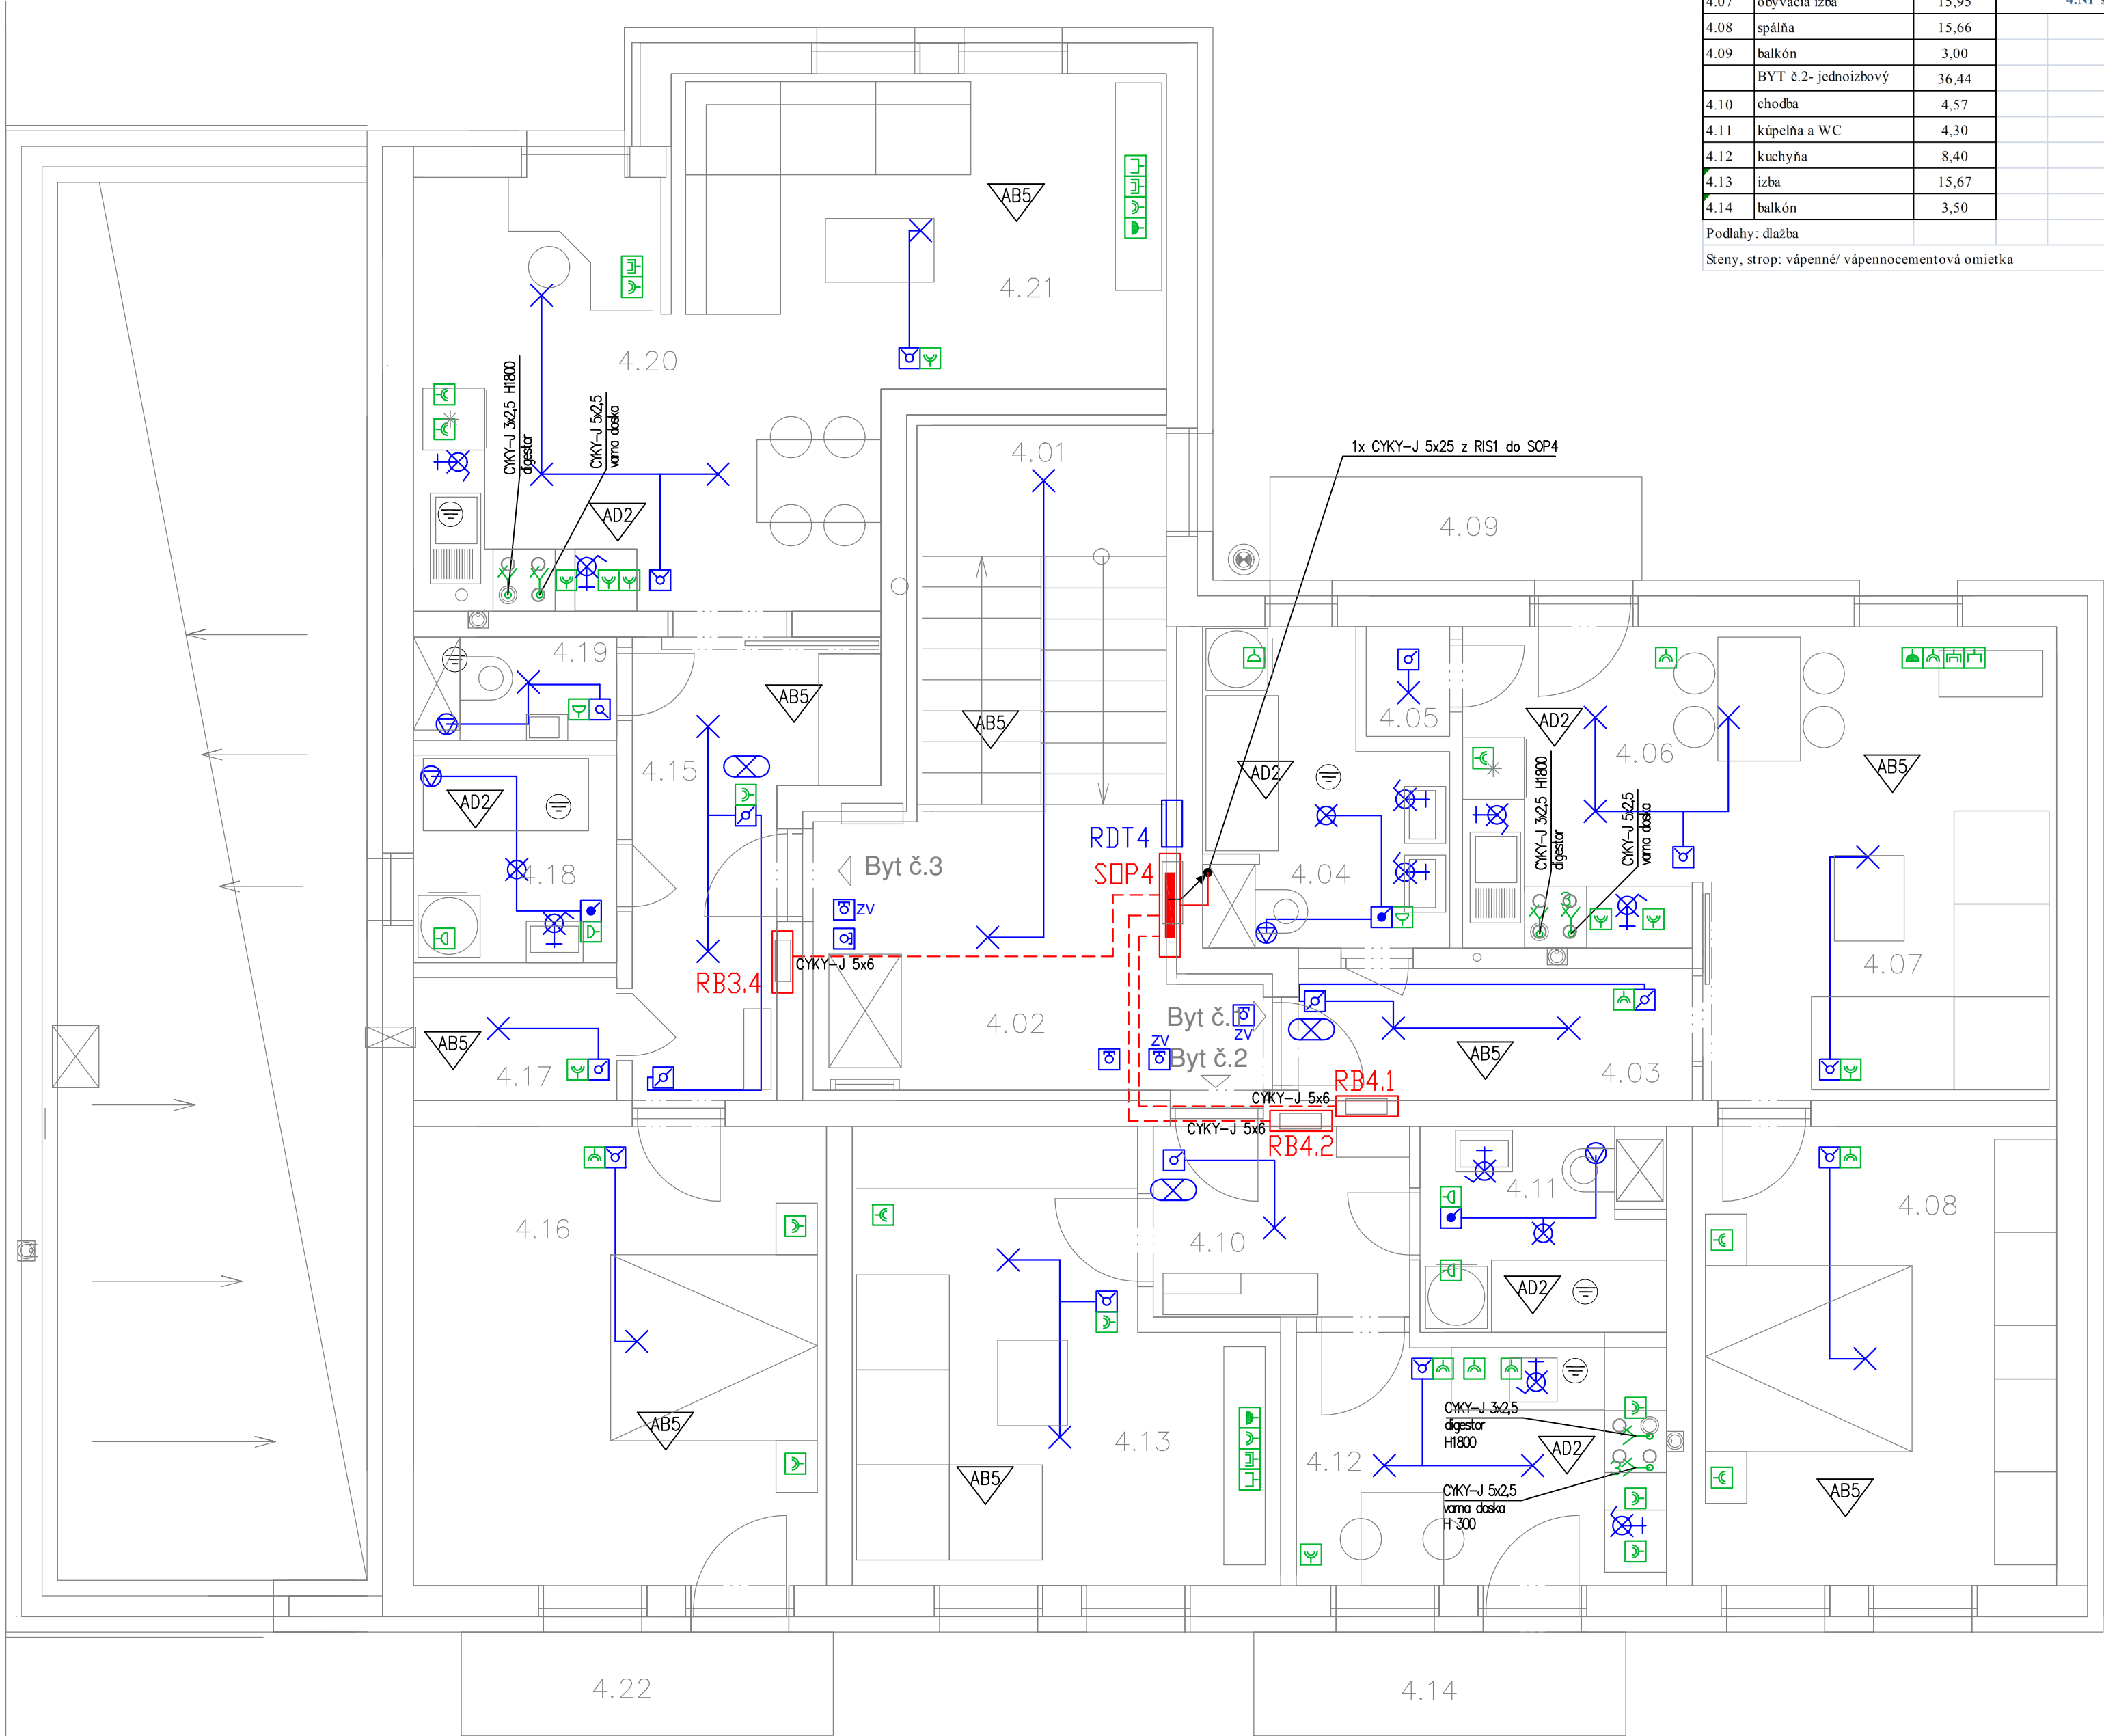 4.07 obývacia izba 15,95
4.08 spálňa 15,66
4.09 balkón 3,00
BYT č.2- jednoizbový 36,44
4.10 chodba 4,57
4.11 kúpelňa a WC 4,30
4.12 kuchyňa 8,40
4.13 izba 15,67
4.14 balkón 3,50
Podlahy: dlažba
Steny, strop: vápenné/ vápennocementová omietka
AB5
4.21
4.20
CYKY-J 3x2,5 H1800
digestor
CYKY-J 5x2,5
varna doska
AD2
4.01
1x CYKY-J 5x25 z RIS1 do SOP4
4.09
4.19
AB5
AB5
4.15
AD2
4.18
4.05
AD2
4.06
AB5
AD2
CYKY-J 3x2,5 H1800
digestor
CYKY-J 5x2,5
varna doska
3
RDT4
SOP4
4.04
Byt č.3
ZV
4.07
RB3.4
CYKY-J 5x6
4.02
Byt č.1
ZV
ZV
Byt č.2
AB5
4.17
AB5
4.03
RB4.1
CYKY-J 5x6
CYKY-J 5x6
RB4.2
4.16
4.10
4.11
4.08
AD2
AB5
4.13
AB5
4.12
CYKY-J 3x2,5
digestor
H1800
AD2
3
CYKY-J 5x2,5
varna doska
H 300
AB5
4.22
4.14